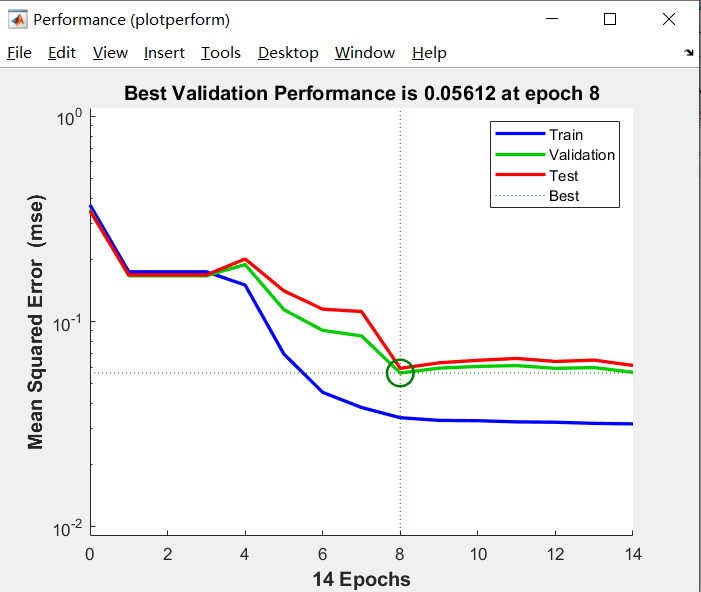 Performance (plotperform)
File Edit View Insert Tools Desktop Window Help
Best Validation Performance is 0.05612 at epoch 8
Train
Validation
Test
Best
10^0
10^-1
10^-2
Mean Squared Error (mse)
0 2 4 6 8 10 12 14
14 Epochs